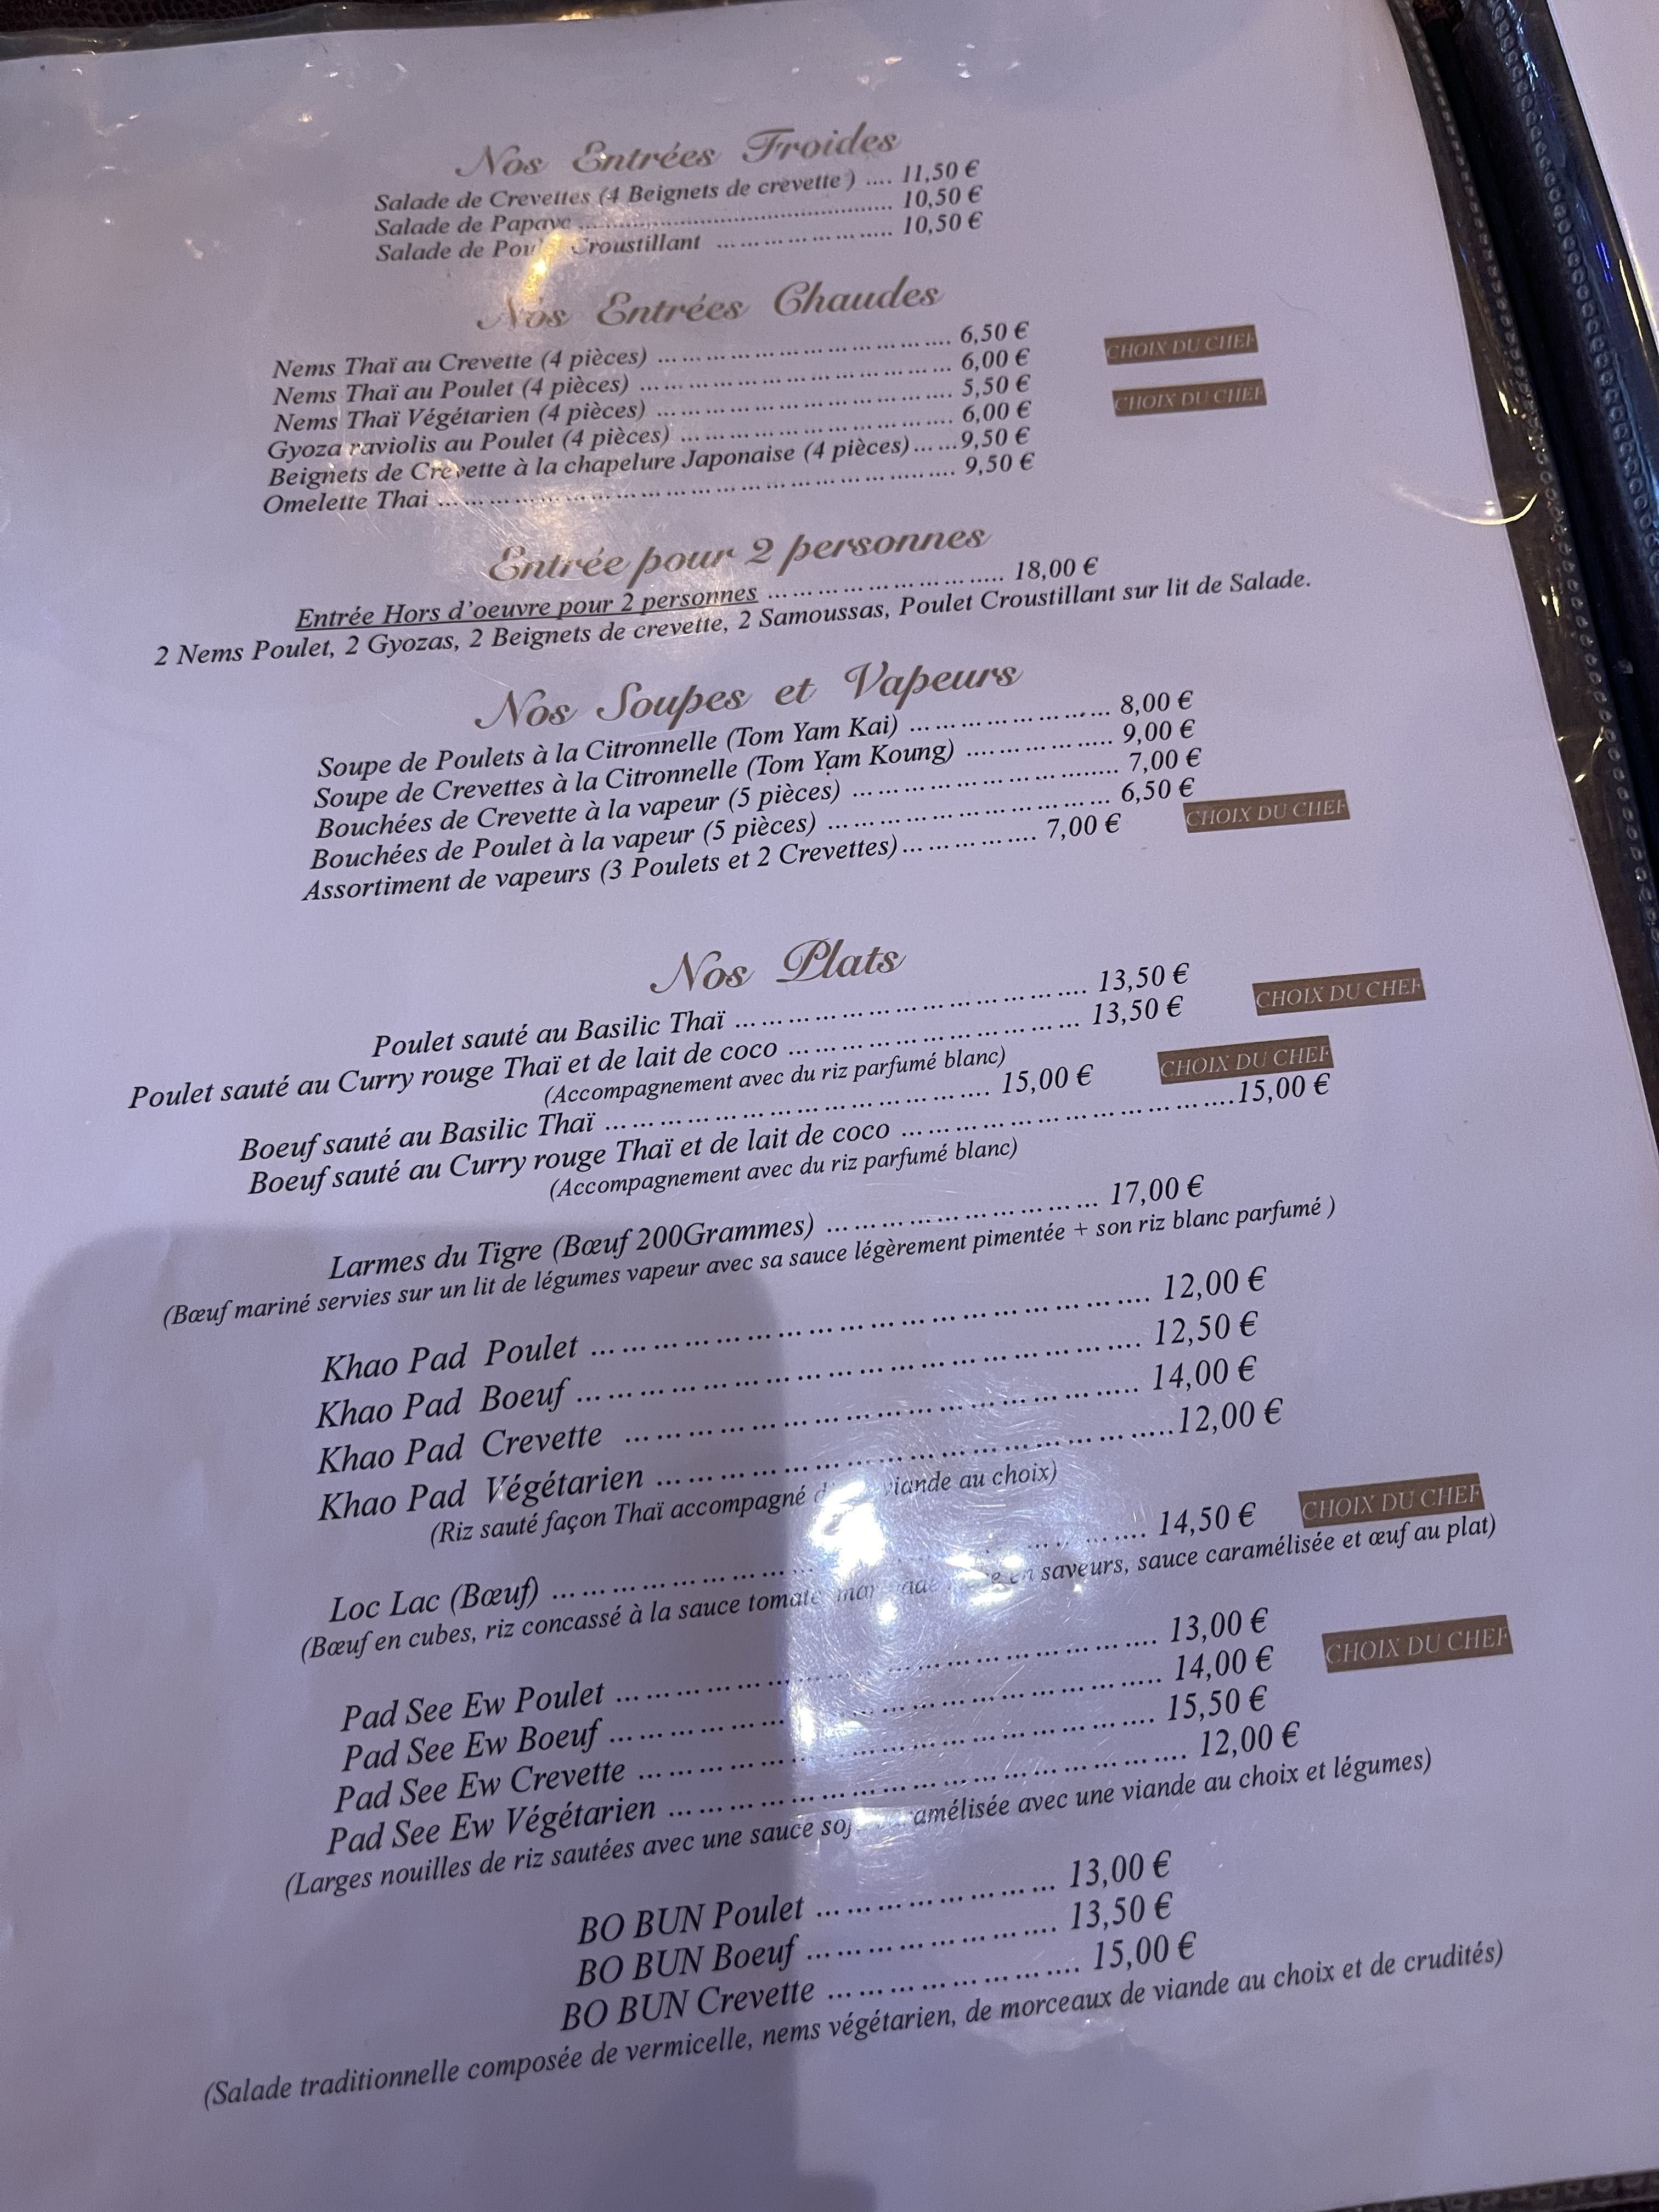 Nos Entrées Froides
Salade de Crevettes (4 Beignets de crevette ) .... 11,50 €
Salade de Papaye ........................................ 10,50 €
Salade de Croustillant ........................ 10,50 €
Nos Entrées Chaudes
Nems Thaï au Crevette (4 pièces) ........................................ 6,50 €
Nems Thaï au Poulet (4 pièces) ........................................ 6,00 € CHOIX DU CHEF
Nems Thaï Végétarien (4 pièces) ........................................ 5,50 €
Gyoza raviolis au Poulet (4 pièces) ........................................ 6,00 € CHOIX DU CHEF
Beignets de Crevette à la chapelure Japonaise (4 pièces)......9,50 €
Omelette Thai ............................................................ 9,50 €
Entrée pour 2 personnes
Entrée Hors d'oeuvre pour 2 personnes .............................. 18,00 €
2 Nems Poulet, 2 Gyozas, 2 Beignets de crevette, 2 Samoussas, Poulet Croustillant sur lit de Salade.
Nos Soupes et Vapeurs
Soupe de Poulets à la Citronnelle (Tom Yam Kai) ........................ 8,00 €
Soupe de Crevettes à la Citronnelle (Tom Yam Koung) .................. 9,00 €
Bouchées de Crevette à la vapeur (5 pièces) .............................. 7,00 €
Bouchées de Poulet à la vapeur (5 pièces) .............................. 6,50 €
Assortiment de vapeurs (3 Poulets et 2 Crevettes)................ 7,00 € CHOIX DU CHEF
Nos Plats
Poulet sauté au Basilic Thaï ........................................ 13,50 €
Poulet sauté au Curry rouge Thaï et de lait de coco .............................. 13,50 € CHOIX DU CHEF
(Accompagnement avec du riz parfumé blanc)
Boeuf sauté au Basilic Thaï ........................................ 15,00 € CHOIX DU CHEF
Boeuf sauté au Curry rouge Thaï et de lait de coco ...................................15,00 €
(Accompagnement avec du riz parfumé blanc)
Larmes du Tigre (Bœuf 200Grammes) .............................. 17,00 €
(Bœuf mariné servies sur un lit de légumes vapeur avec sa sauce légèrement pimentée + son riz blanc parfumé )
Khao Pad Poulet .................................................. 12,00 €
Khao Pad Boeuf .................................................. 12,50 €
Khao Pad Crevette .............................................. 14,00 €
Khao Pad Végétarien ..............................................12,00 €
(Riz sauté façon Thaï accompagné viande au choix)
Loc Lac (Bœuf) .................................................. 14,50 € CHOIX DU CHEF
(Bœuf en cubes, riz concassé à la sauce tomate en saveurs, sauce caramélisée et œuf au plat)
Pad See Ew Poulet .............................................. 13,00 €
Pad See Ew Boeuf .............................................. 14,00 € CHOIX DU CHEF
Pad See Ew Crevette .............................................. 15,50 €
Pad See Ew Végétarien .............................................. 12,00 €
(Larges nouilles de riz sautées avec une sauce avec une viande au choix et légumes)
BO BUN Poulet ........................ 13,00 €
BO BUN Boeuf ........................ 13,50 €
BO BUN Crevette ........................ 15,00 €
(Salade traditionnelle composée de vermicelle, nems végétarien, de morceaux de viande au choix et de crudités)